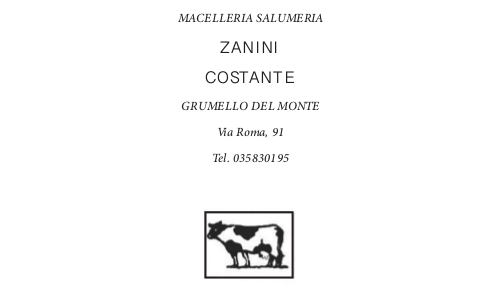 MACELLERIA SALUMERIA
ZANINI
COSTANTE
GRUMELLO DEL MONTE
Via Roma, 91
Tel. 035830195